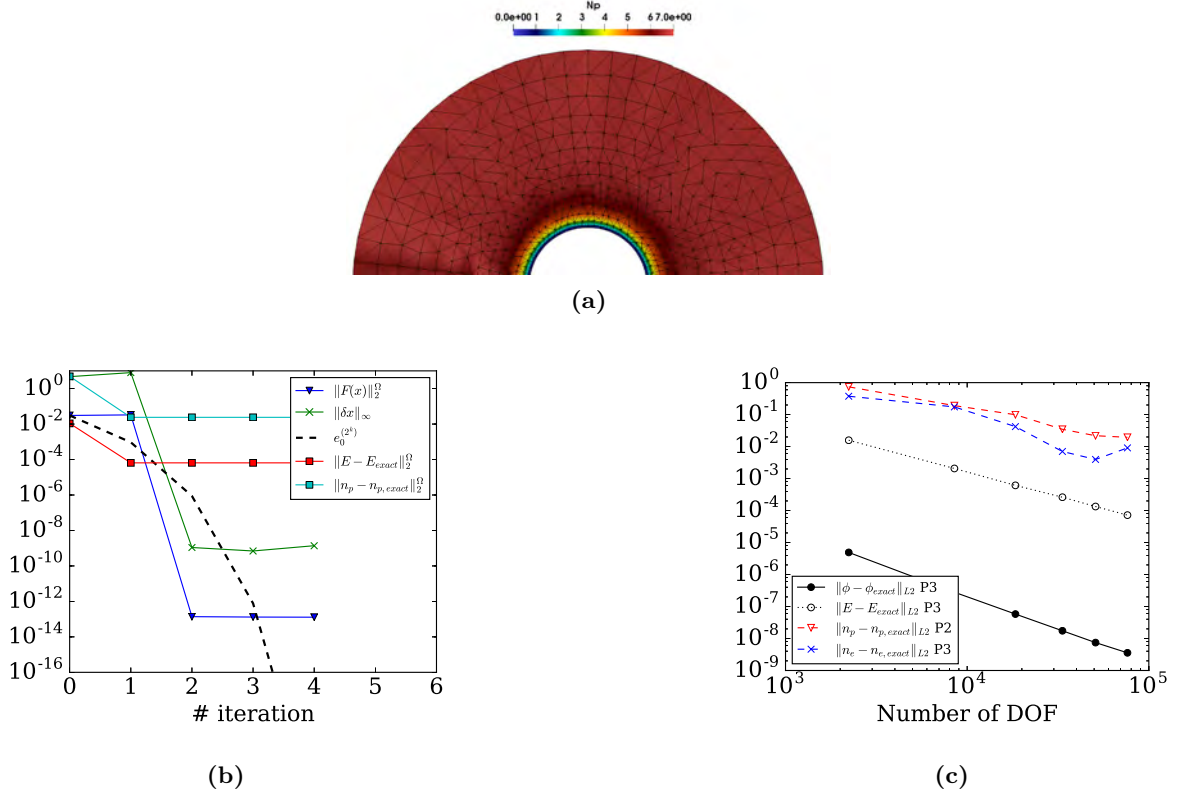 Np
0.0e+00 1 2 3 4 5 6 7.0e+00
(a)
10^0
10^-2
10^-4
10^-6
10^-8
10^-10
10^-12
10^-14
10^-16
0 1 2 3 4 5 6
# iteration
‖F(x)‖_2^Ω
‖δx‖_∞
e_0^(2^k)
‖E − E_exact‖_2^Ω
‖n_p − n_p,exact‖_2^Ω
(b)
10^0
10^-1
10^-2
10^-3
10^-4
10^-5
10^-6
10^-7
10^-8
10^-9
10^3 10^4 10^5
Number of DOF
‖ϕ − ϕ_exact‖_L2 P3
‖E − E_exact‖_L2 P3
‖n_p − n_p,exact‖_L2 P2
‖n_e − n_e,exact‖_L2 P3
(c)